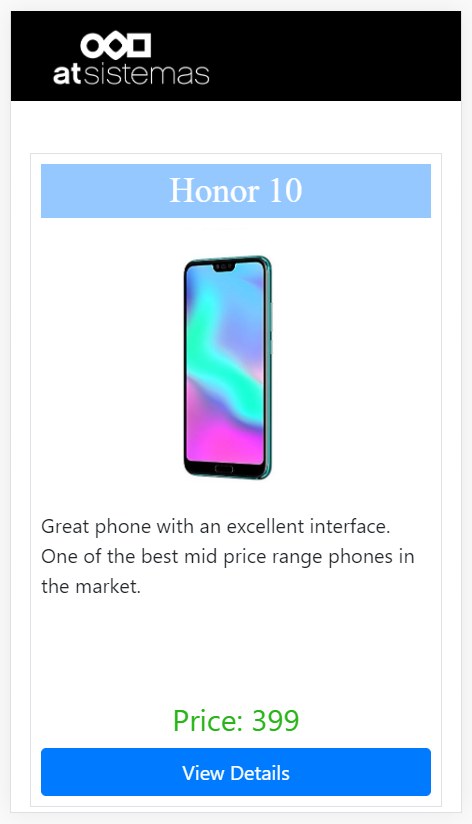 atsistemas
Honor 10
Great phone with an excellent interface.
One of the best mid price range phones in
the market.
Price: 399
View Details